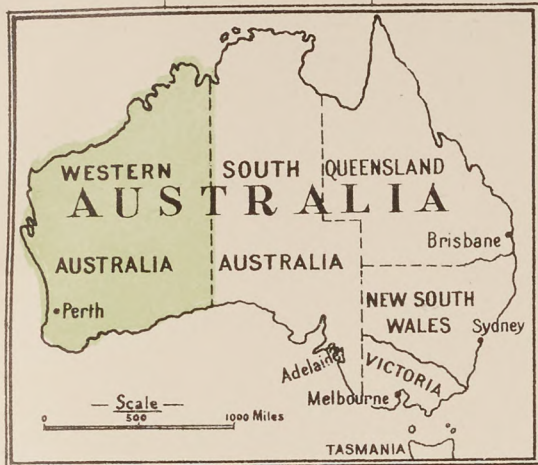 WESTERN SOUTH QUEENSLAND
AUSTRALIA
Brisbane
AUSTRALIA AUSTRALIA
NEW SOUTH
WALES
Perth
Sydney
Adelaide
VICTORIA
Melbourne
— Scale —
0 500 1000 Miles
TASMANIA